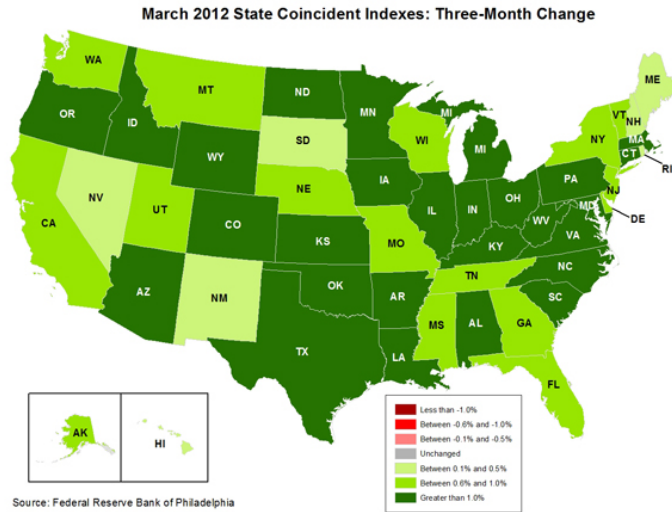 March 2012 State Coincident Indexes: Three-Month Change
WA
MT
ND
MN
MI
ME
VT
NH
OR
ID
SD
WI
NY
MA
WY
MI
CT
RI
IA
PA
NJ
NE
NV
UT
IL
IN
OH
MD
DE
CA
CO
WV
VA
KS
MO
KY
NC
TN
AZ
NM
OK
AR
SC
MS
AL
GA
TX
LA
FL
AK
HI
Less than -1.0%
Between -0.6% and -1.0%
Between -0.1% and -0.5%
Unchanged
Between 0.1% and 0.5%
Between 0.6% and 1.0%
Greater than 1.0%
Source: Federal Reserve Bank of Philadelphia